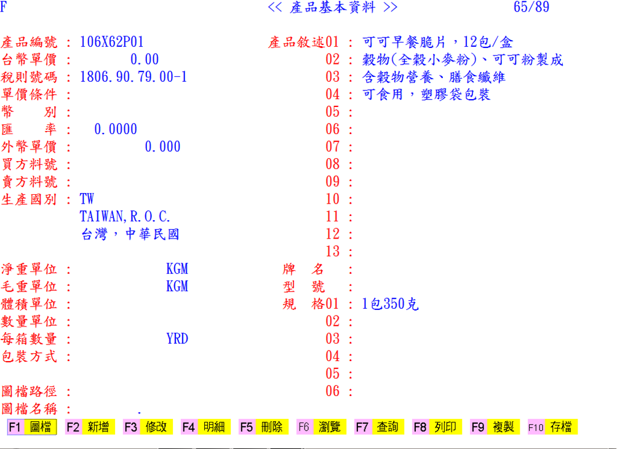 F << 產品基本資料 >> 65/89
產品編號 : 106X62P01 產品敘述01 : 可可早餐脆片，12包/盒
台幣單價 : 0.00 02 : 穀物(全穀小麥粉)、可可粉製成
稅則號碼 : 1806.90.79.00-1 03 : 含穀物營養、膳食纖維
單價條件 : 04 : 可食用，塑膠袋包裝
幣 別 : 05 :
匯 率 : 0.0000 06 :
外幣單價 : 0.000 07 :
買方料號 : 08 :
賣方料號 : 09 :
生產國別 : TW 10 :
TAIWAN,R.O.C. 11 :
台灣，中華民國 12 :
13 :
淨重單位 : KGM 牌 名 :
毛重單位 : KGM 型 號 :
體積單位 : 規 格01 : 1包350克
數量單位 : 02 :
每箱數量 : YRD 03 :
包裝方式 : 04 :
05 :
圖檔路徑 : 06 :
圖檔名稱 : .
F1 圖檔 F2 新增 F3 修改 F4 明細 F5 刪除 F6 瀏覽 F7 查詢 F8 列印 F9 複製 F10 存檔